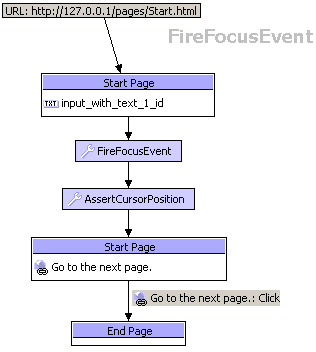 URL: http://127.0.0.1/pages/Start.html
FireFocusEvent
Start Page
TXT input_with_text_1_id
FireFocusEvent
AssertCursorPosition
Start Page
Go to the next page.
Go to the next page.: Click
End Page